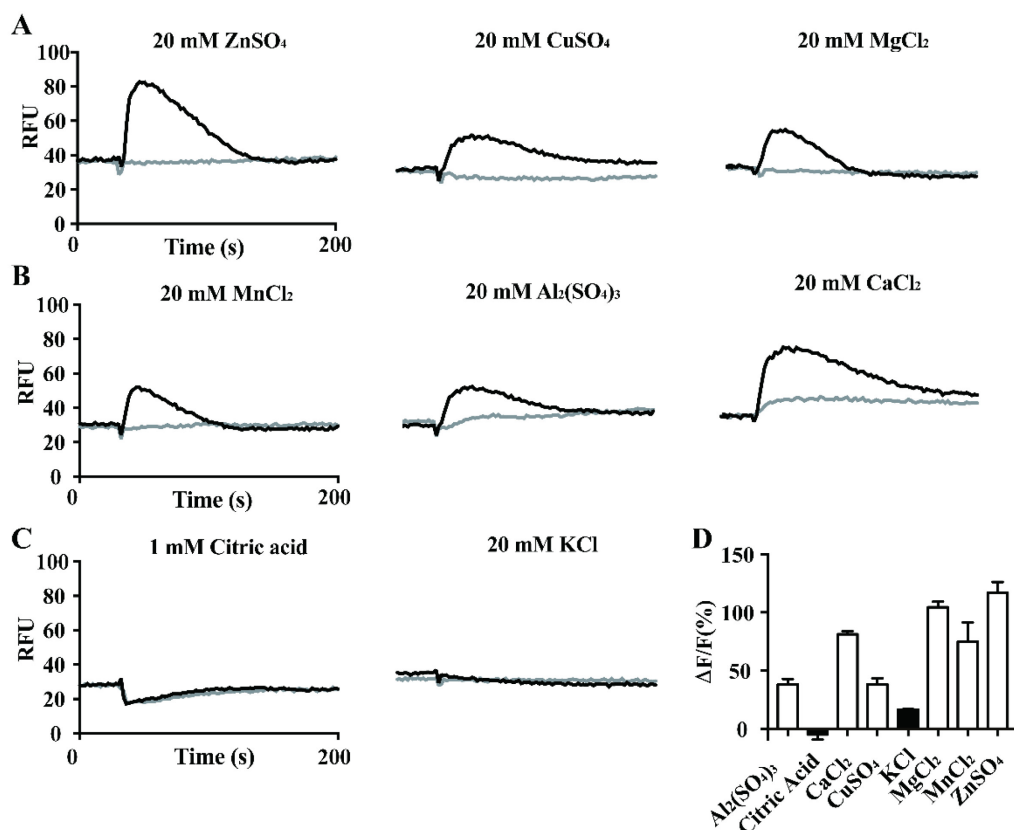 A
20 mM ZnSO₄
20 mM CuSO₄
20 mM MgCl₂
RFU
100
80
60
40
20
0
0
Time (s)
200
B
20 mM MnCl₂
20 mM Al₂(SO₄)₃
20 mM CaCl₂
RFU
100
80
60
40
20
0
0
Time (s)
200
C
1 mM Citric acid
20 mM KCl
RFU
100
80
60
40
20
0
0
Time (s)
200
D
ΔF/F(%)
150
100
50
0
Al₂(SO₄)₃
Citric Acid
CaCl₂
CuSO₄
KCl
MgCl₂
MnCl₂
ZnSO₄